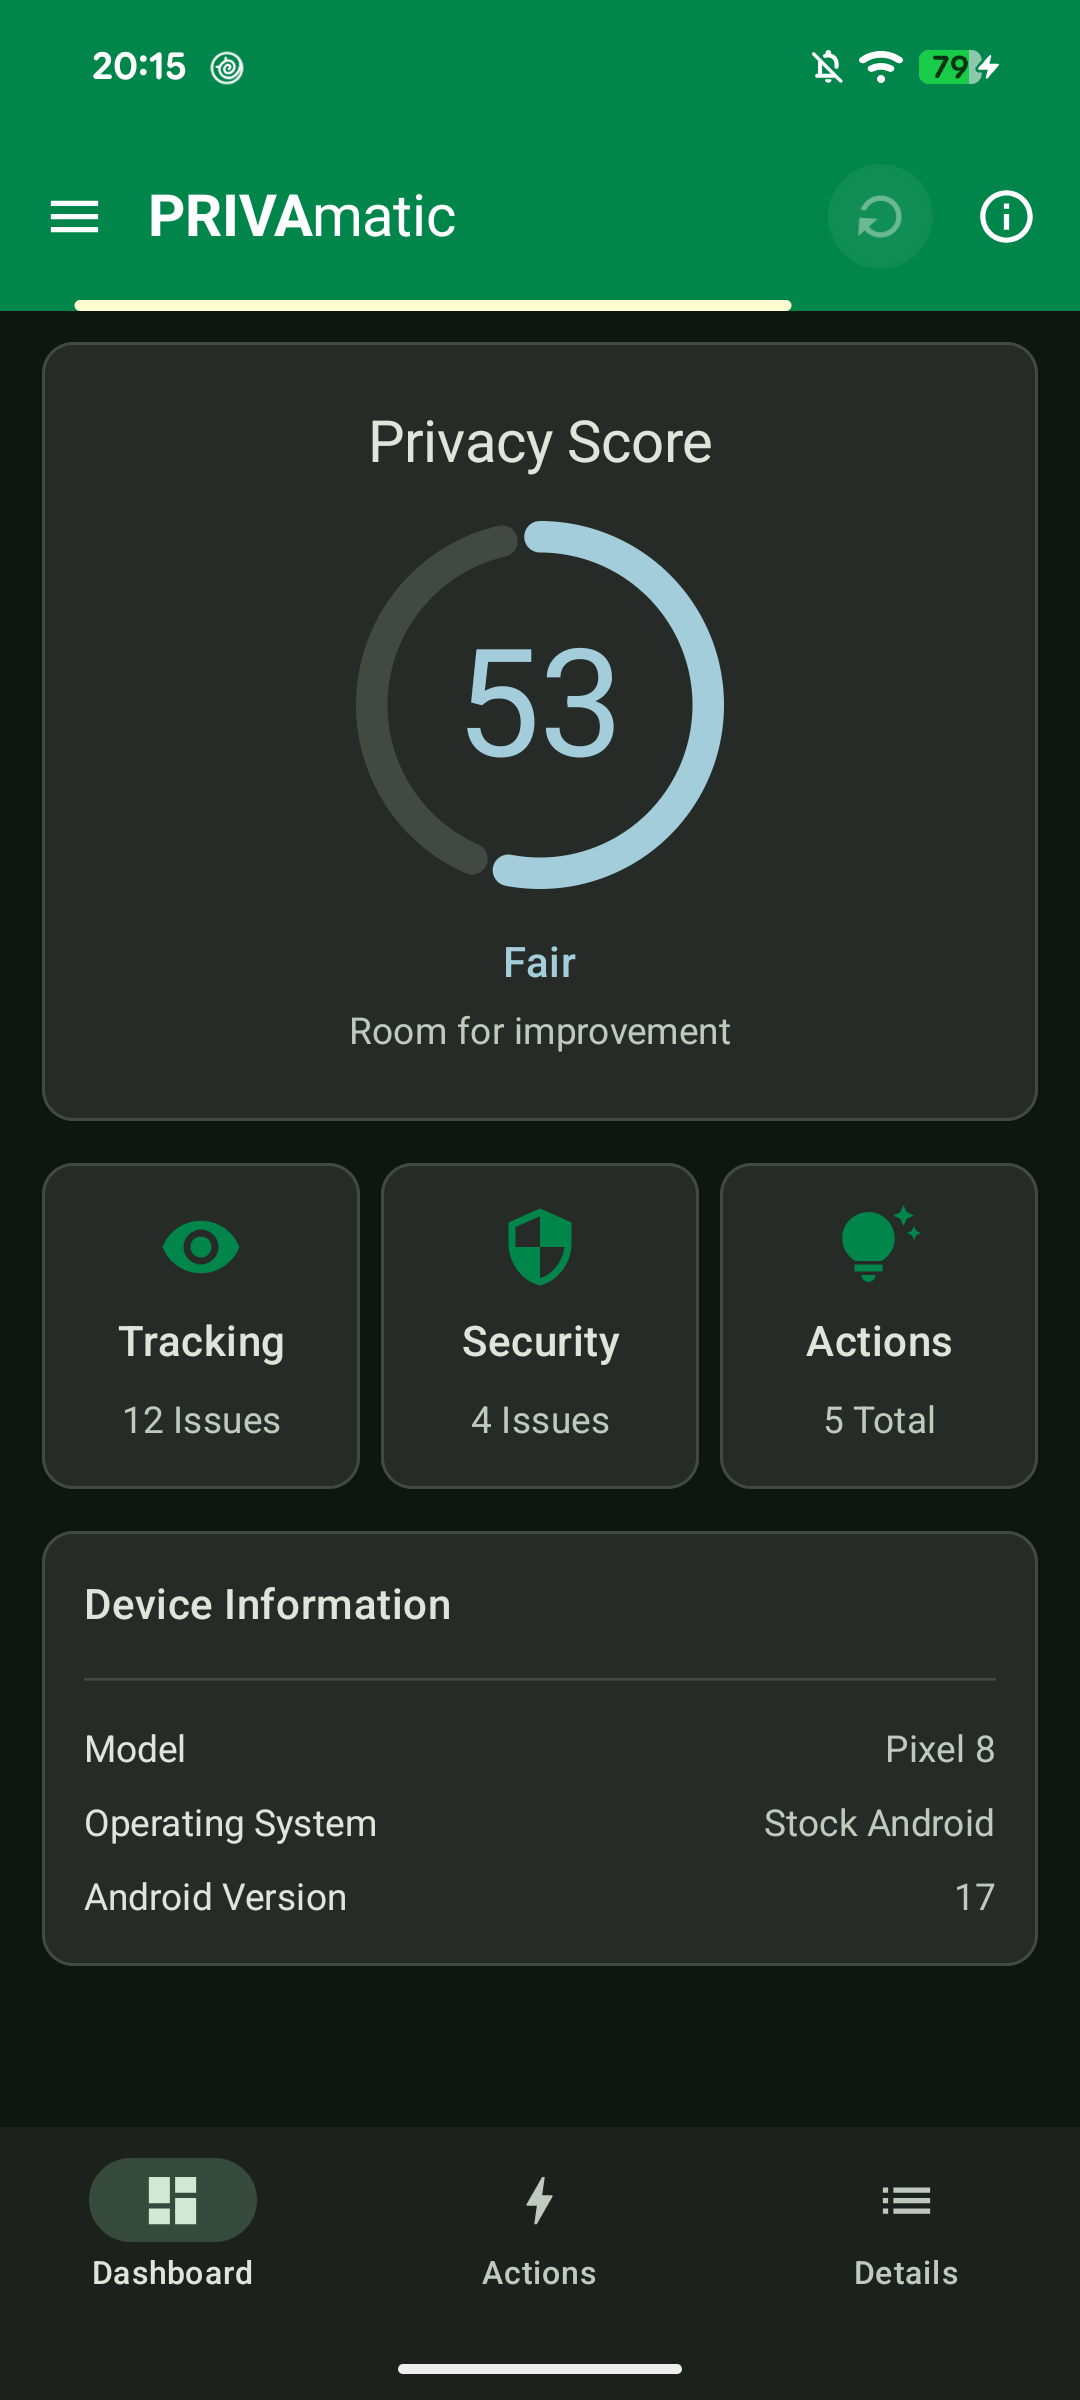 20:15
79
PRIVAmatic
Privacy Score
53
Fair
Room for improvement
Tracking
12 Issues
Security
4 Issues
Actions
5 Total
Device Information
Model
Pixel 8
Operating System
Stock Android
Android Version
17
Dashboard
Actions
Details